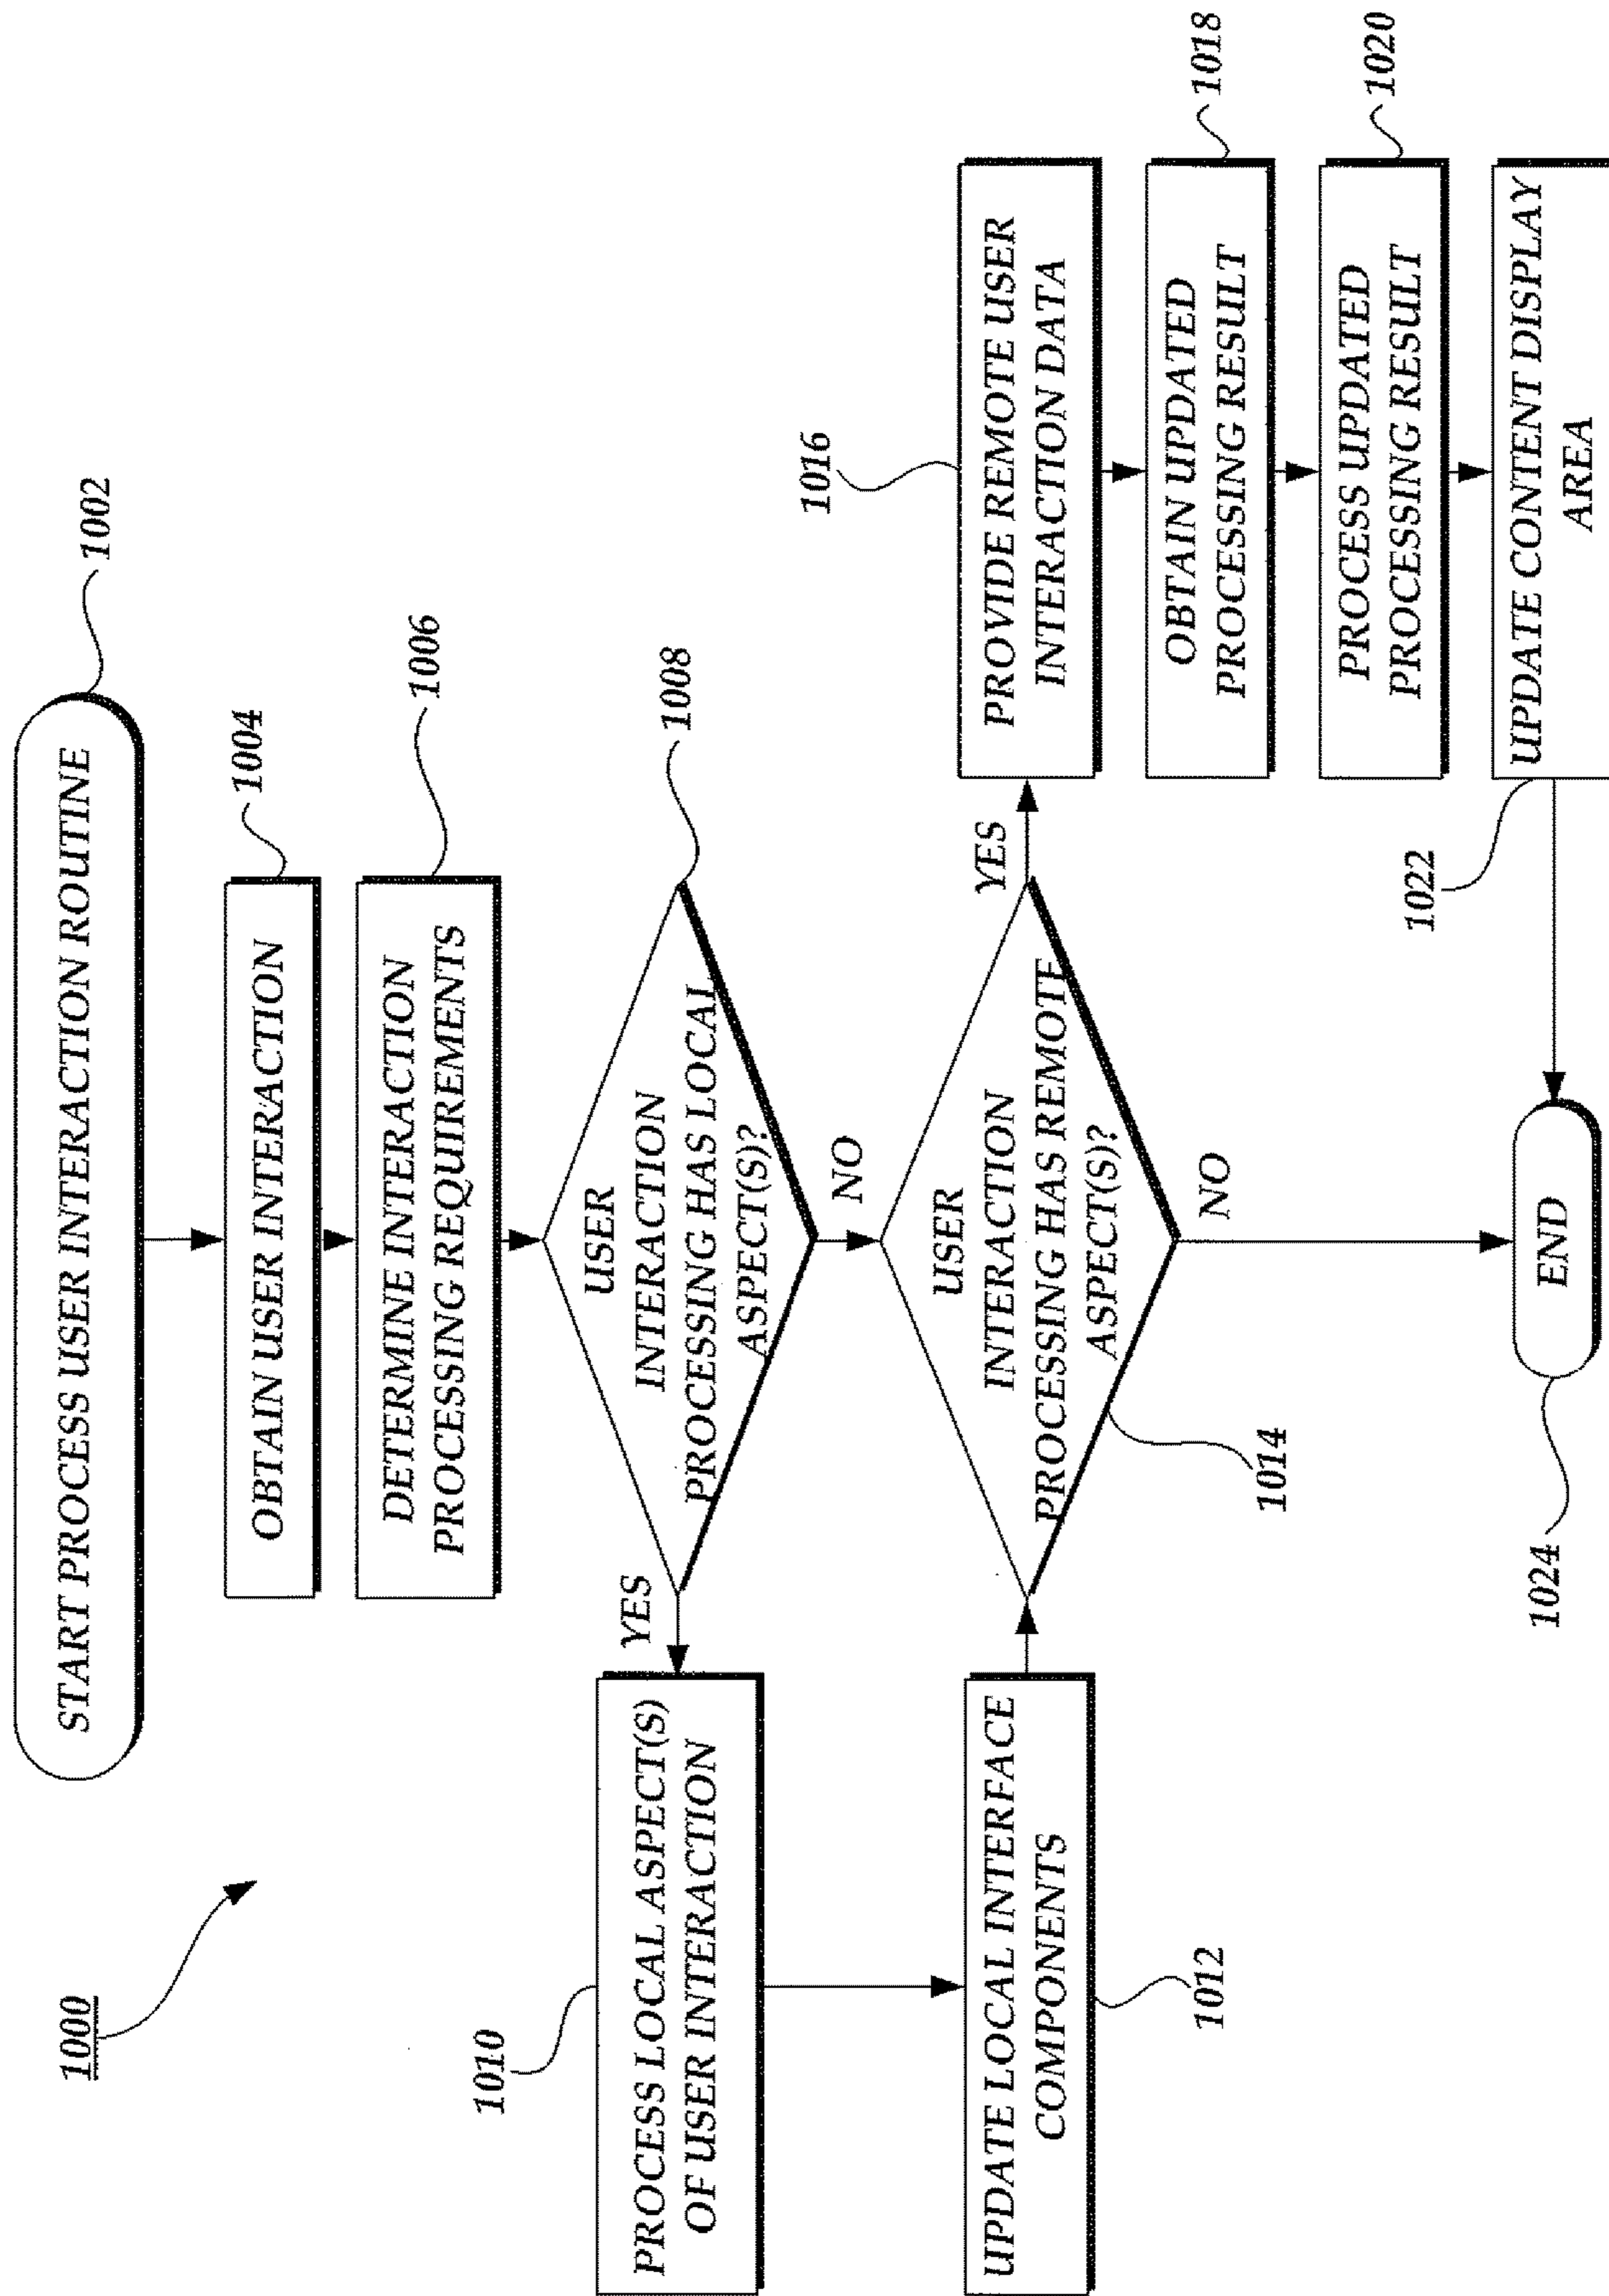 1000
START PROCESS USER INTERACTION ROUTINE
1002
OBTAIN USER INTERACTION
1004
DETERMINE INTERACTION
PROCESSING REQUIREMENTS
1006
USER
INTERACTION
PROCESSING HAS LOCAL
ASPECT(S)?
1008
YES
NO
1010
PROCESS LOCAL ASPECT(S)
OF USER INTERACTION
UPDATE LOCAL INTERFACE
COMPONENTS
1012
USER
INTERACTION
PROCESSING HAS REMOTE
ASPECT(S)?
1014
YES
NO
1016
PROVIDE REMOTE USER
INTERACTION DATA
OBTAIN UPDATED
PROCESSING RESULT
1018
PROCESS UPDATED
PROCESSING RESULT
1020
UPDATE CONTENT DISPLAY
AREA
1022
END
1024